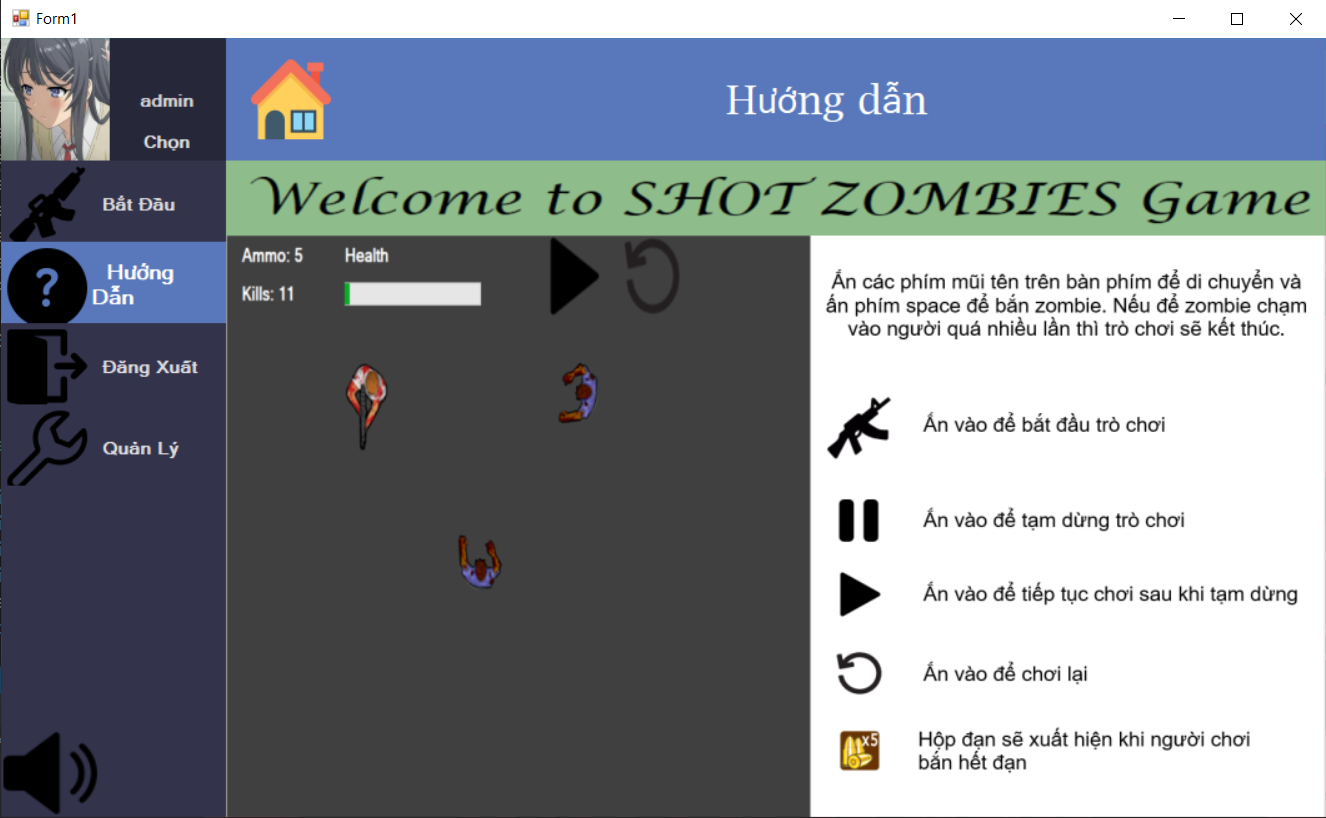 Form1
admin
Chọn
Hướng dẫn
Bắt Đầu
Hướng
Dẫn
Đăng Xuất
Quản Lý
Welcome to SHOT ZOMBIES Game
Ammo: 5
Health
Kills: 11
Ấn các phím mũi tên trên bàn phím để di chuyển và
ấn phím space để bắn zombie. Nếu để zombie chạm
vào người quá nhiều lần thì trò chơi sẽ kết thúc.
Ấn vào để bắt đầu trò chơi
Ấn vào để tạm dừng trò chơi
Ấn vào để tiếp tục chơi sau khi tạm dừng
Ấn vào để chơi lại
x5
Hộp đạn sẽ xuất hiện khi người chơi
bắn hết đạn